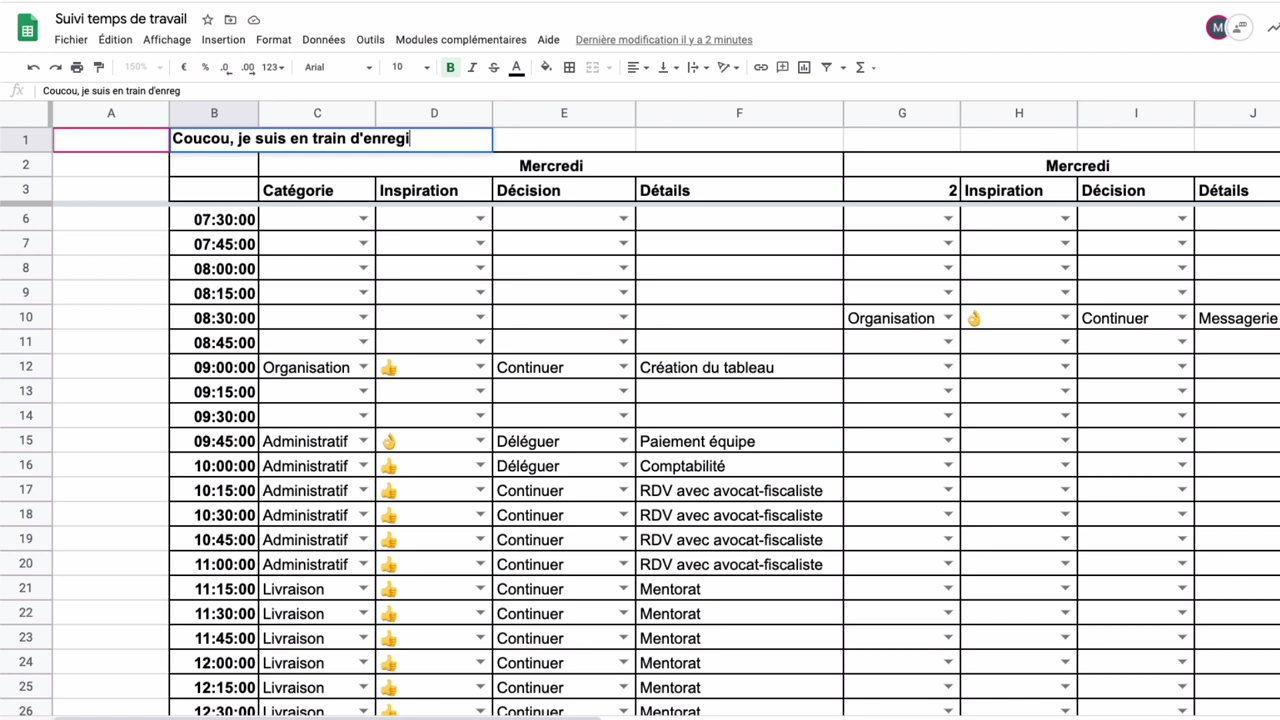 Suivi temps de travail
Fichier Édition Affichage Insertion Format Données Outils Modules complémentaires Aide Dernière modification il y a 2 minutes
M
150% € % .0 .00 123 Arial 10 B I S A Σ
fx Coucou, je suis en train d'enreg
A B C D E F G H I J
1 Coucou, je suis en train d'enregi
2 Mercredi Mercredi
3 Catégorie Inspiration Décision Détails 2 Inspiration Décision Détails
6 07:30:00
7 07:45:00
8 08:00:00
9 08:15:00
10 08:30:00 Organisation 👌 Continuer Messagerie
11 08:45:00
12 09:00:00 Organisation 👍 Continuer Création du tableau
13 09:15:00
14 09:30:00
15 09:45:00 Administratif 👌 Déléguer Paiement équipe
16 10:00:00 Administratif 👍 Déléguer Comptabilité
17 10:15:00 Administratif 👍 Continuer RDV avec avocat-fiscaliste
18 10:30:00 Administratif 👍 Continuer RDV avec avocat-fiscaliste
19 10:45:00 Administratif 👍 Continuer RDV avec avocat-fiscaliste
20 11:00:00 Administratif 👍 Continuer RDV avec avocat-fiscaliste
21 11:15:00 Livraison 👍 Continuer Mentorat
22 11:30:00 Livraison 👍 Continuer Mentorat
23 11:45:00 Livraison 👍 Continuer Mentorat
24 12:00:00 Livraison 👍 Continuer Mentorat
25 12:15:00 Livraison 👍 Continuer Mentorat
26 12:30:00 Livraison 👍 Continuer Mentorat